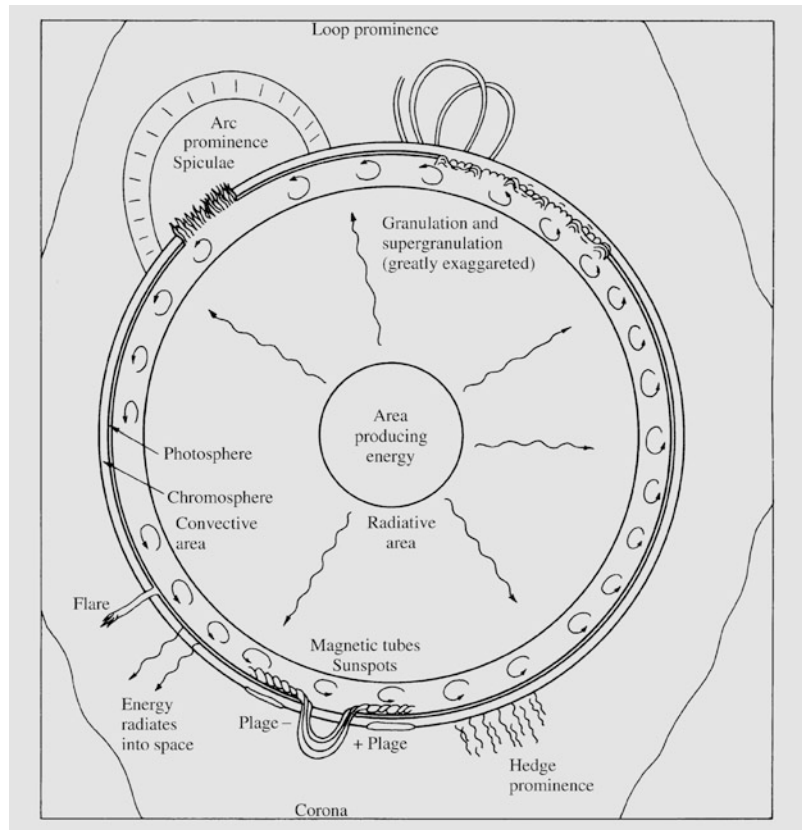 Loop prominence
Arc
prominence
Spiculae
Granulation and
supergranulation
(greatly exaggareted)
Area
producing
energy
Photosphere
Chromosphere
Convective
area
Radiative
area
Flare
Magnetic tubes
Sunspots
Energy
radiates
into space
Plage –
+ Plage
Hedge
prominence
Corona